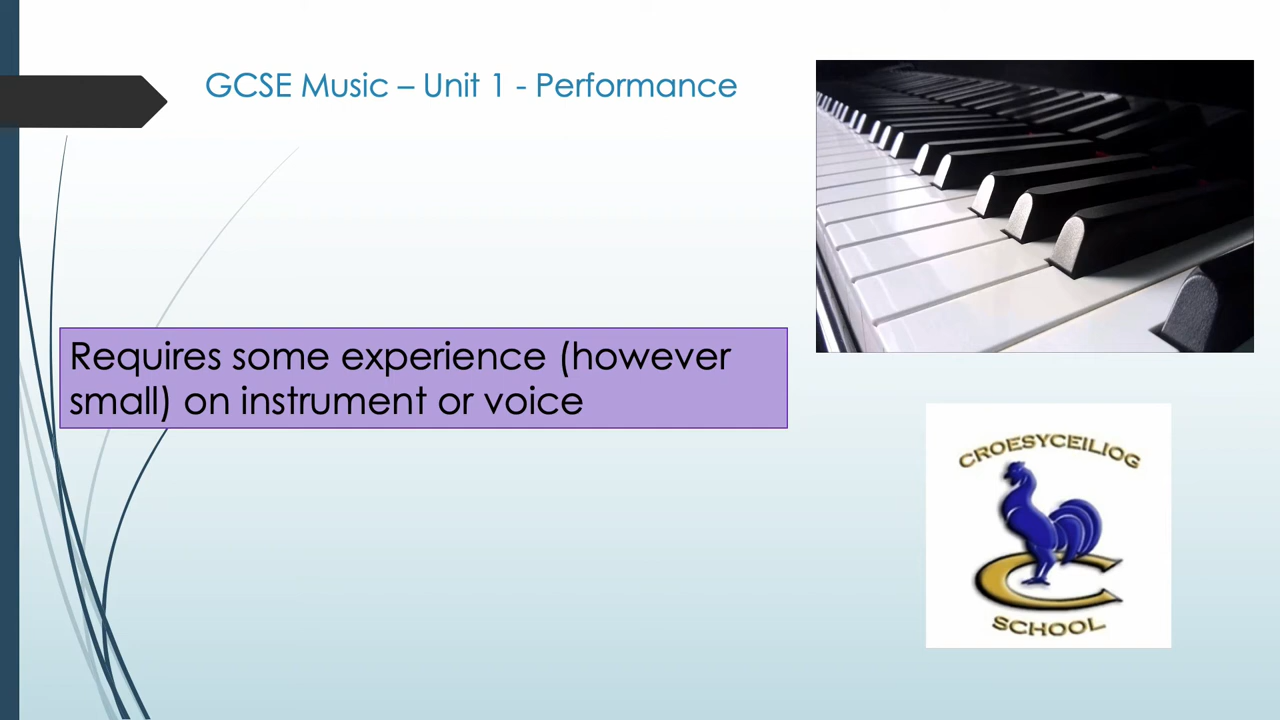 GCSE Music – Unit 1 - Performance
Requires some experience (however
small) on instrument or voice
CROESYCEILIOG
SCHOOL